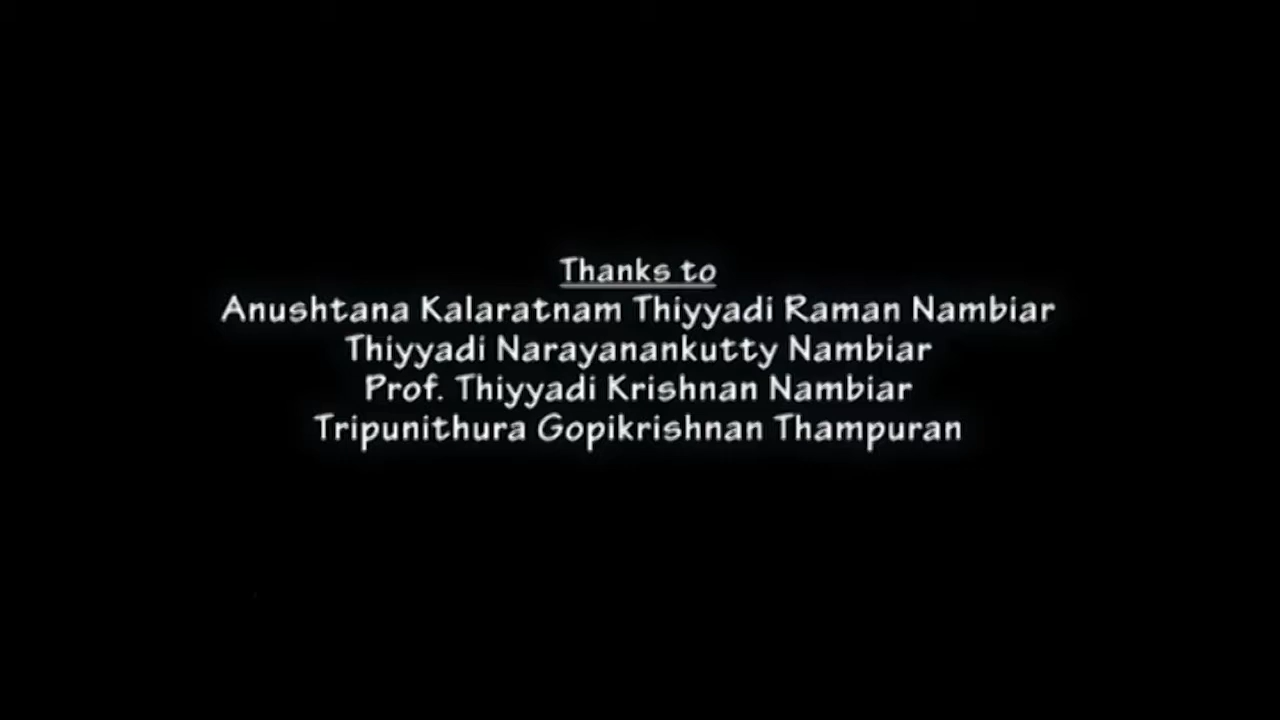 Thanks to
Anushtana Kalaratnam Thiyyadi Raman Nambiar
Thiyyadi Narayanankutty Nambiar
Prof. Thiyyadi Krishnan Nambiar
Tripunithura Gopikrishnan Thampuran